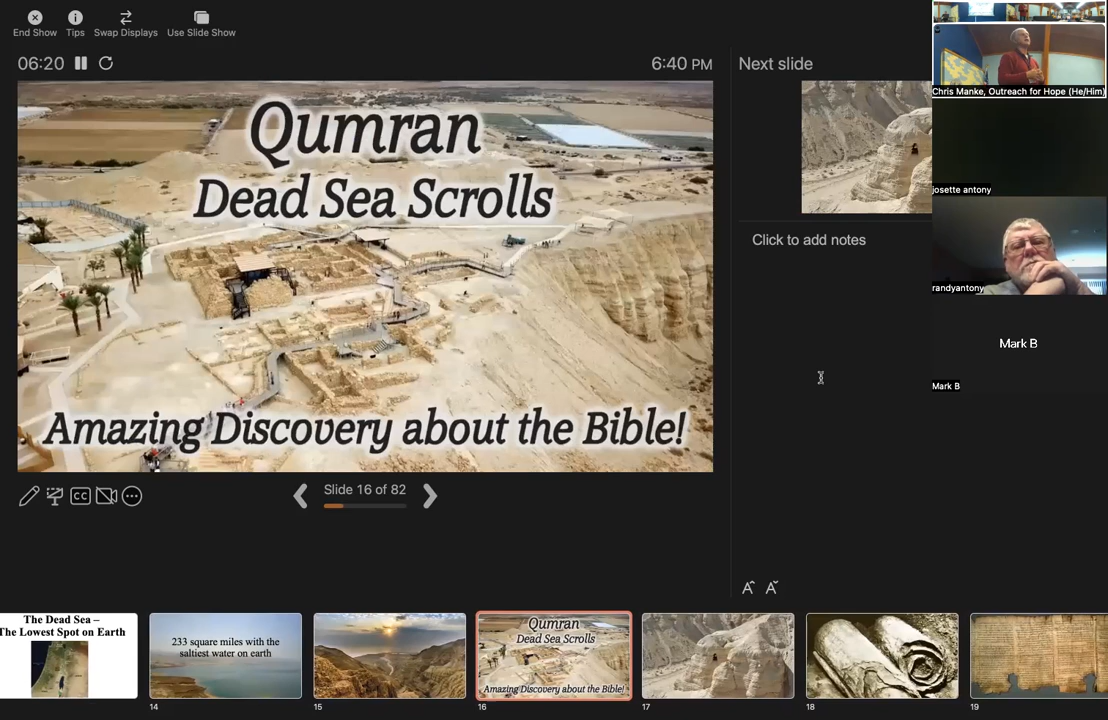 End Show
Tips
Swap Displays
Use Slide Show
06:20
6:40 PM
Next slide
Qumran
Dead Sea Scrolls
Amazing Discovery about the Bible!
Click to add notes
Chris Manke, Outreach for Hope (He/Him)
josette antony
randyantony
Mark B
Mark B
CC
Slide 16 of 82
A A
The Dead Sea –
The Lowest Spot on Earth
233 square miles with the
saltiest water on earth
Qumran
Dead Sea Scrolls
Amazing Discovery about the Bible!
14
15
16
17
18
19